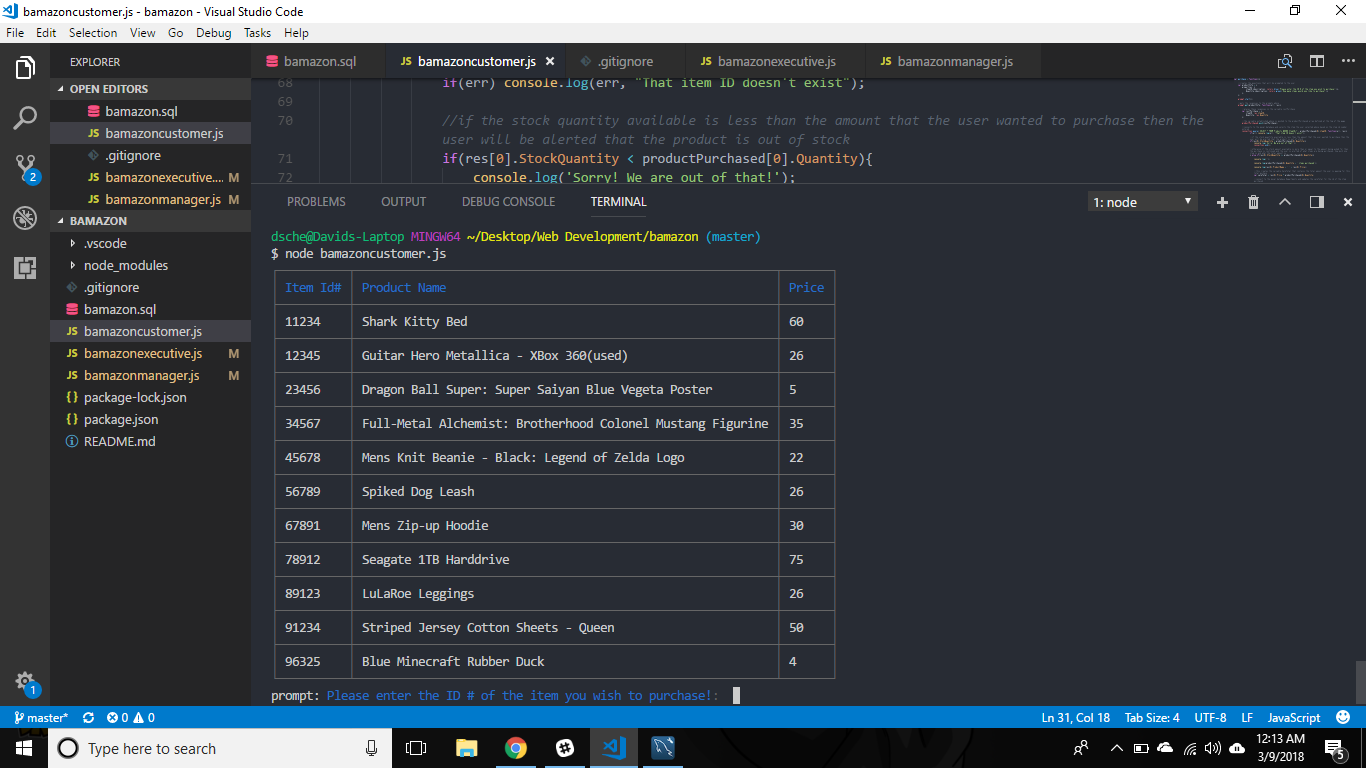 bamazoncustomer.js - bamazon - Visual Studio Code
File Edit Selection View Go Debug Tasks Help
EXPLORER
OPEN EDITORS
bamazon.sql
JS bamazoncustomer.js
.gitignore
JS bamazonexecutive.... M
JS bamazonmanager.js M
BAMAZON
.vscode
node_modules
.gitignore
bamazon.sql
JS bamazoncustomer.js
JS bamazonexecutive.js M
JS bamazonmanager.js M
{} package-lock.json
{} package.json
README.md
2
1
bamazon.sql JS bamazoncustomer.js .gitignore JS bamazonexecutive.js JS bamazonmanager.js
68 if(err) console.log(err, "That item ID doesn't exist");
69
70 //if the stock quantity available is less than the amount that the user wanted to purchase then the
user will be alerted that the product is out of stock
71 if(res[0].StockQuantity < productPurchased[0].Quantity){
72 console.log('Sorry! We are out of that!');
PROBLEMS OUTPUT DEBUG CONSOLE TERMINAL 1: node
dsche@Davids-Laptop MINGW64 ~/Desktop/Web Development/bamazon (master)
$ node bamazoncustomer.js
Item Id# Product Name Price
11234 Shark Kitty Bed 60
12345 Guitar Hero Metallica - XBox 360(used) 26
23456 Dragon Ball Super: Super Saiyan Blue Vegeta Poster 5
34567 Full-Metal Alchemist: Brotherhood Colonel Mustang Figurine 35
45678 Mens Knit Beanie - Black: Legend of Zelda Logo 22
56789 Spiked Dog Leash 26
67891 Mens Zip-up Hoodie 30
78912 Seagate 1TB Harddrive 75
89123 LuLaRoe Leggings 26
91234 Striped Jersey Cotton Sheets - Queen 50
96325 Blue Minecraft Rubber Duck 4
prompt: Please enter the ID # of the item you wish to purchase!:
master* 0 0 Ln 31, Col 18 Tab Size: 4 UTF-8 LF JavaScript
Type here to search
12:13 AM
3/9/2018
5